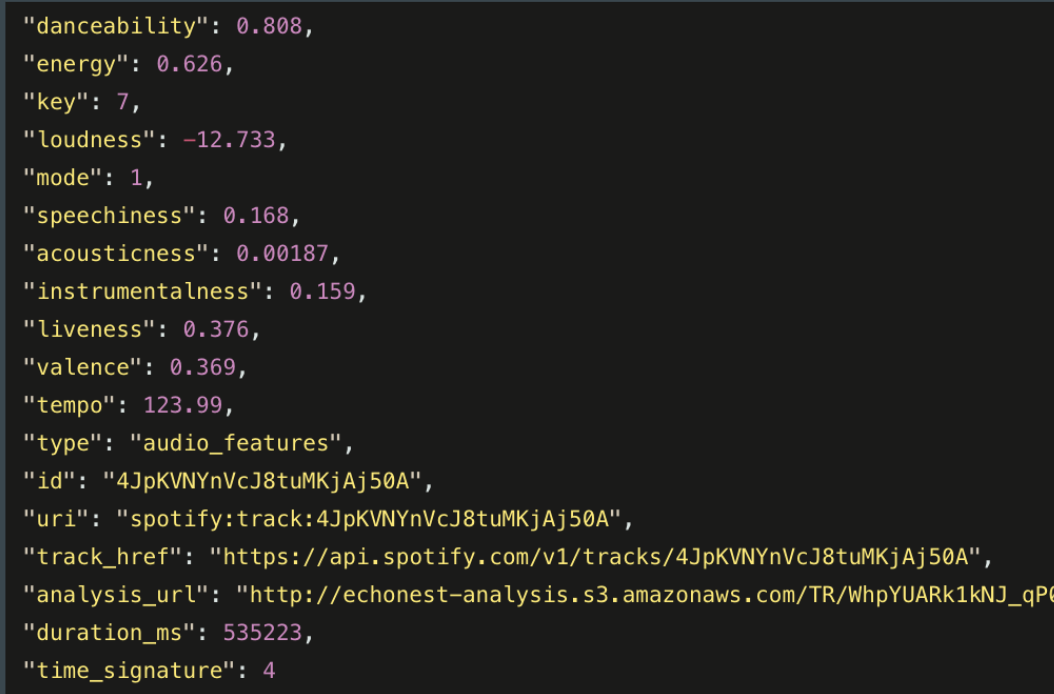 "danceability": 0.808,
"energy": 0.626,
"key": 7,
"loudness": -12.733,
"mode": 1,
"speechiness": 0.168,
"acousticness": 0.00187,
"instrumentalness": 0.159,
"liveness": 0.376,
"valence": 0.369,
"tempo": 123.99,
"type": "audio_features",
"id": "4JpKVNYnVcJ8tuMKjAj50A",
"uri": "spotify:track:4JpKVNYnVcJ8tuMKjAj50A",
"track_href": "https://api.spotify.com/v1/tracks/4JpKVNYnVcJ8tuMKjAj50A",
"analysis_url": "http://echonest-analysis.s3.amazonaws.com/TR/WhpYUARk1kNJ_qP0
"duration_ms": 535223,
"time_signature": 4